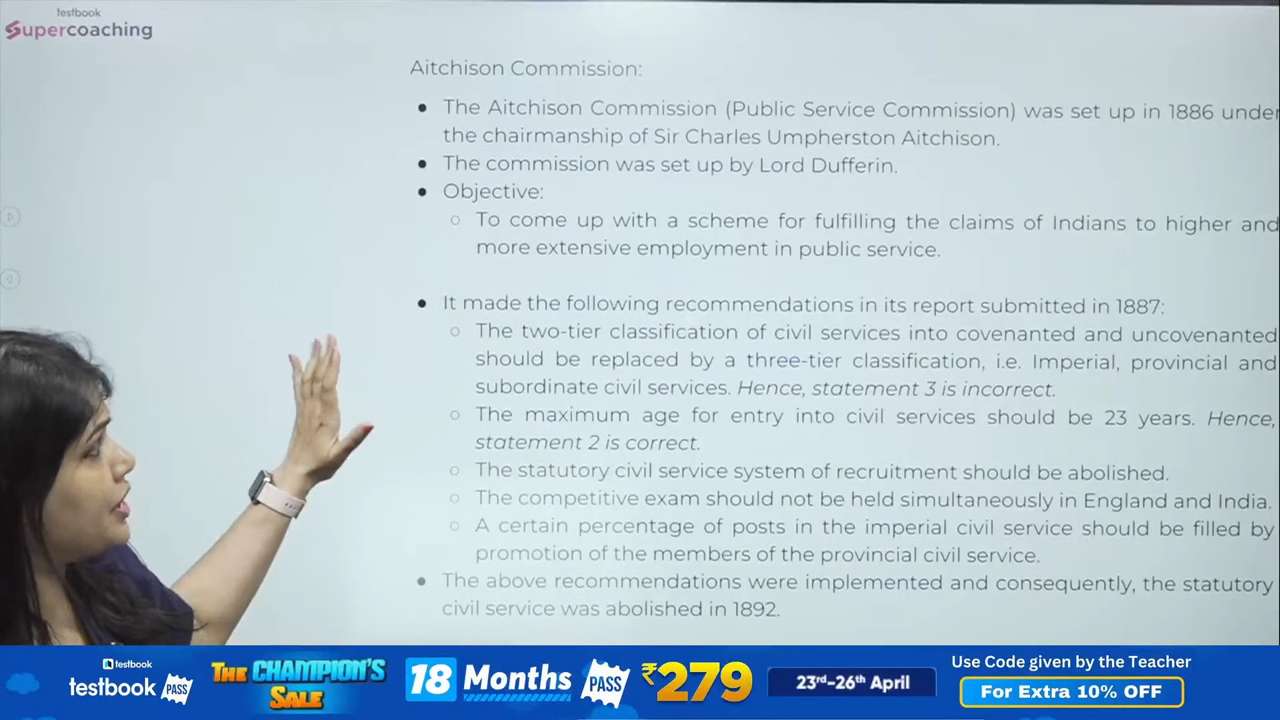 testbook
Supercoaching
Aitchison Commission:
• The Aitchison Commission (Public Service Commission) was set up in 1886 under
the chairmanship of Sir Charles Umpherston Aitchison.
• The commission was set up by Lord Dufferin.
• Objective:
○ To come up with a scheme for fulfilling the claims of Indians to higher and
more extensive employment in public service.
• It made the following recommendations in its report submitted in 1887:
○ The two-tier classification of civil services into covenanted and uncovenanted
should be replaced by a three-tier classification, i.e. Imperial, provincial and
subordinate civil services. Hence, statement 3 is incorrect.
○ The maximum age for entry into civil services should be 23 years. Hence,
statement 2 is correct.
○ The statutory civil service system of recruitment should be abolished.
○ The competitive exam should not be held simultaneously in England and India.
○ A certain percentage of posts in the imperial civil service should be filled by
promotion of the members of the provincial civil service.
• The above recommendations were implemented and consequently, the statutory
civil service was abolished in 1892.
testbook
testbook PASS
THE CHAMPION'S
SALE
18 Months PASS ₹279
23rd-26th April
Use Code given by the Teacher
For Extra 10% OFF